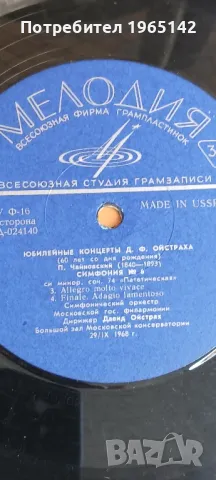 Потребител 1965142
МЕЛОДИЯ
ВСЕСОЮЗНАЯ ФИРМА ГРАМПЛАСТИНОК
33
ВСЕСОЮЗНАЯ СТУДИЯ ГРАМЗАПИСИ
У Ф-16
MADE IN USSR
сторона
Д-024140
ЮБИЛЕЙНЫЕ КОНЦЕРТЫ Д. Ф. ОЙСТРАХА
(60 лет со дня рождения)
П. Чайковский (1840—1893)
СИМФОНИЯ № 6
си минор, соч. 74 «Патетическая»
3. Allegro molto vivace
4. Finale. Adagio lamentoso
Симфонический оркестр
Московской гос. филармонии
Дирижер Давид Ойстрах
Большой зал Московской консерватории
29/IX 1968 г.
BAZAR
bg